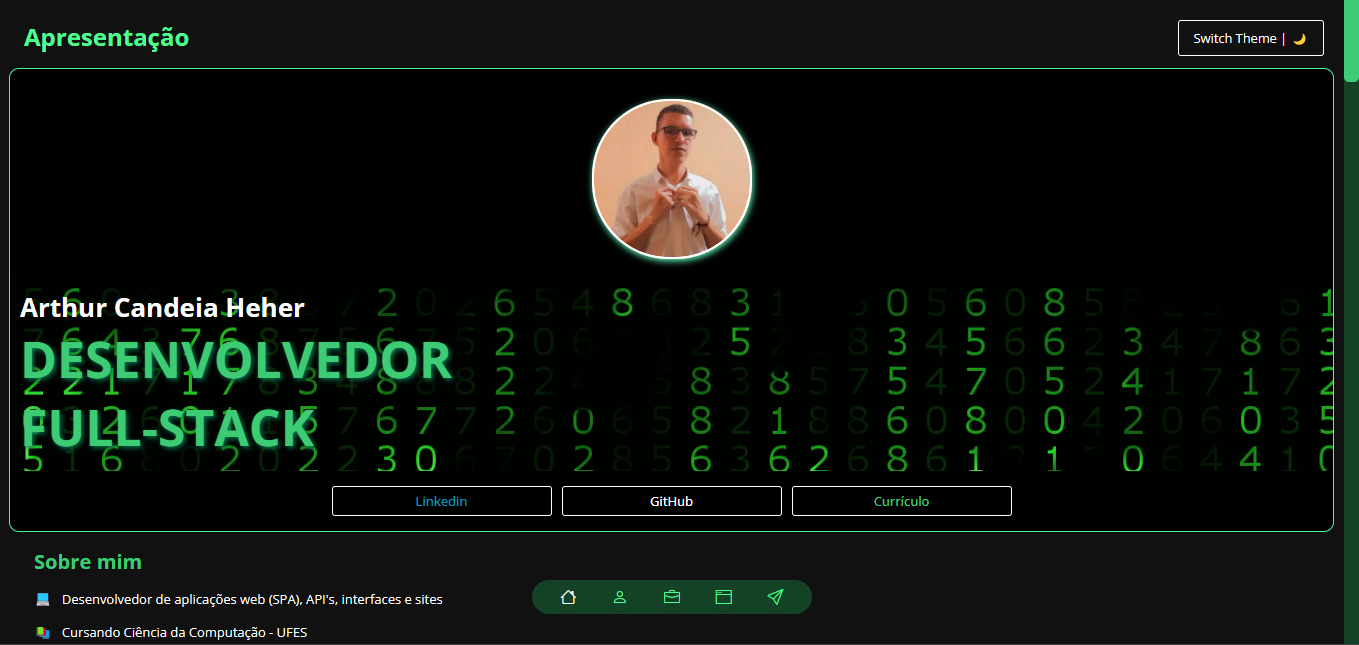 Apresentação
Switch Theme | 🌙
Arthur Candeia Heher
DESENVOLVEDOR
FULL-STACK
Linkedin
GitHub
Currículo
Sobre mim
Desenvolvedor de aplicações web (SPA), API's, interfaces e sites
Cursando Ciência da Computação - UFES